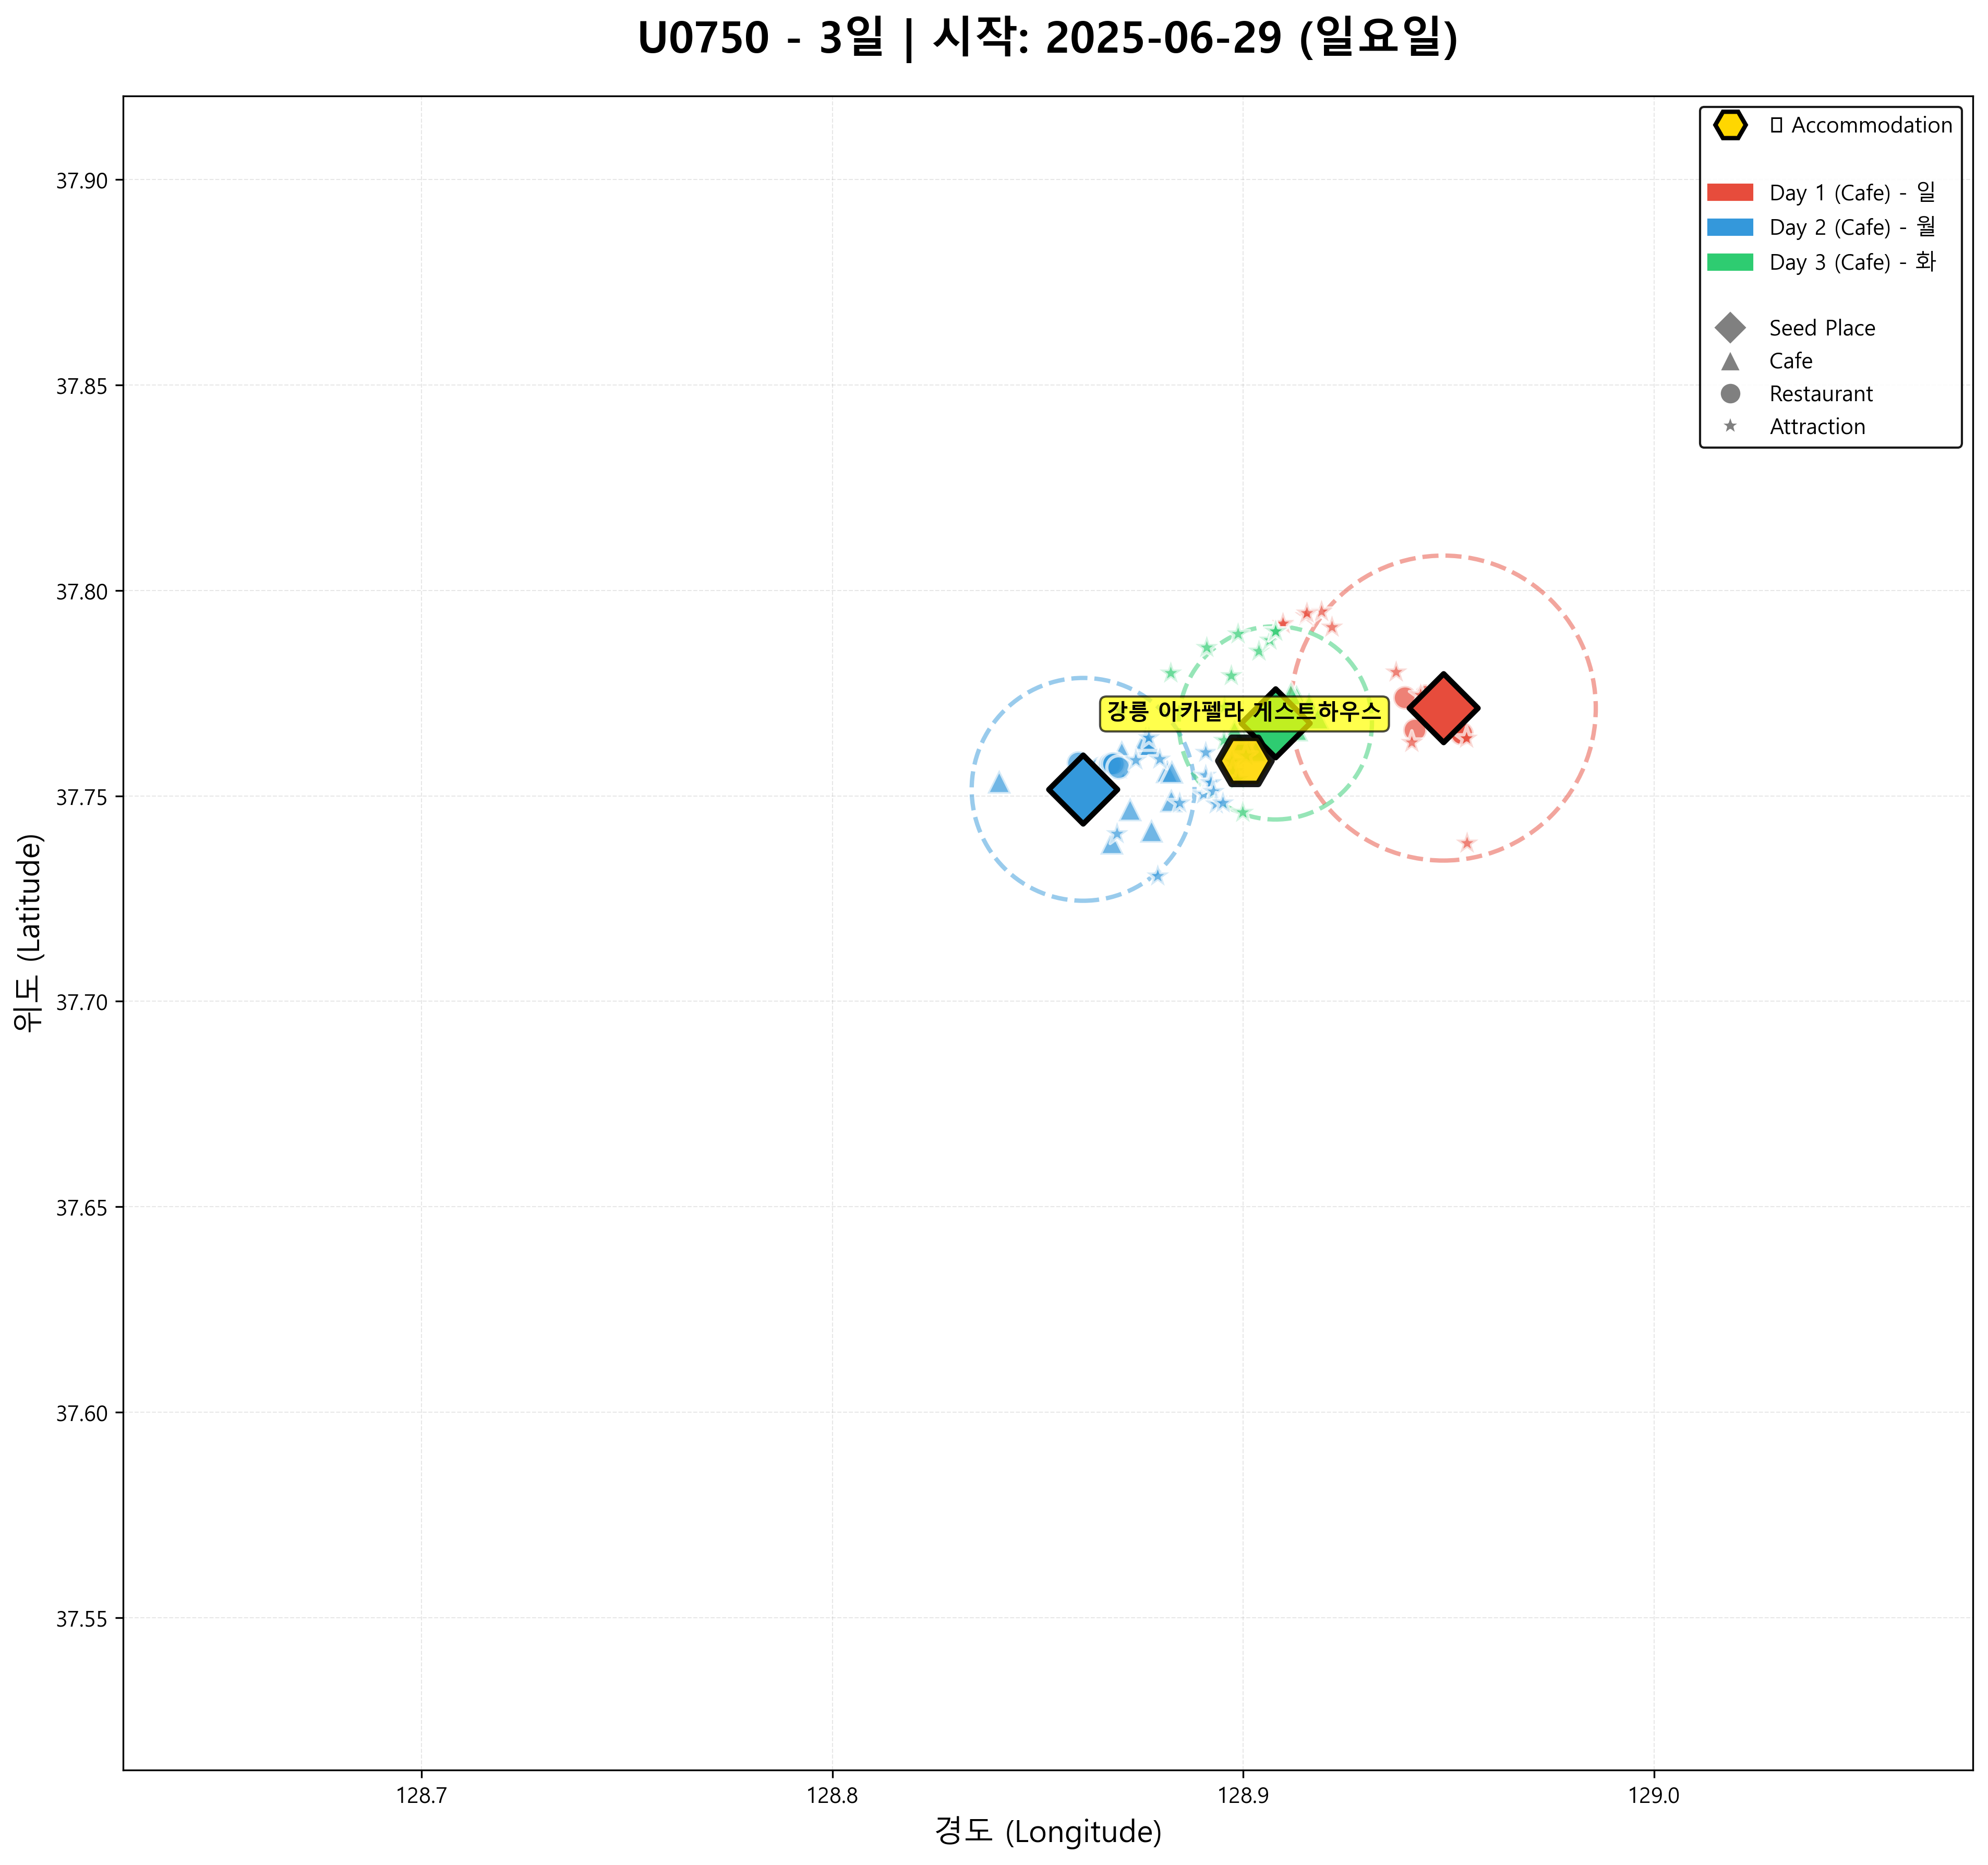 U0750 - 3일 | 시작: 2025-06-29 (일요일)
Accommodation
Day 1 (Cafe) - 일
Day 2 (Cafe) - 월
Day 3 (Cafe) - 화
Seed Place
Cafe
Restaurant
Attraction
37.90
37.85
37.80
37.75
37.70
37.65
37.60
37.55
위도 (Latitude)
강릉 아카펠라 게스트하우스
128.7
128.8
128.9
129.0
경도 (Longitude)